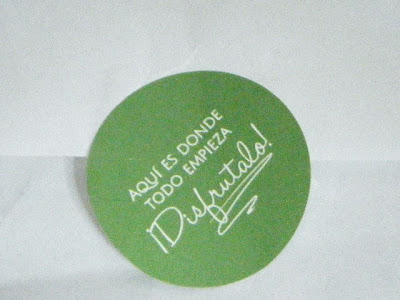 AQUÍ ES DONDE
TODO EMPIEZA
¡Disfrutalo!